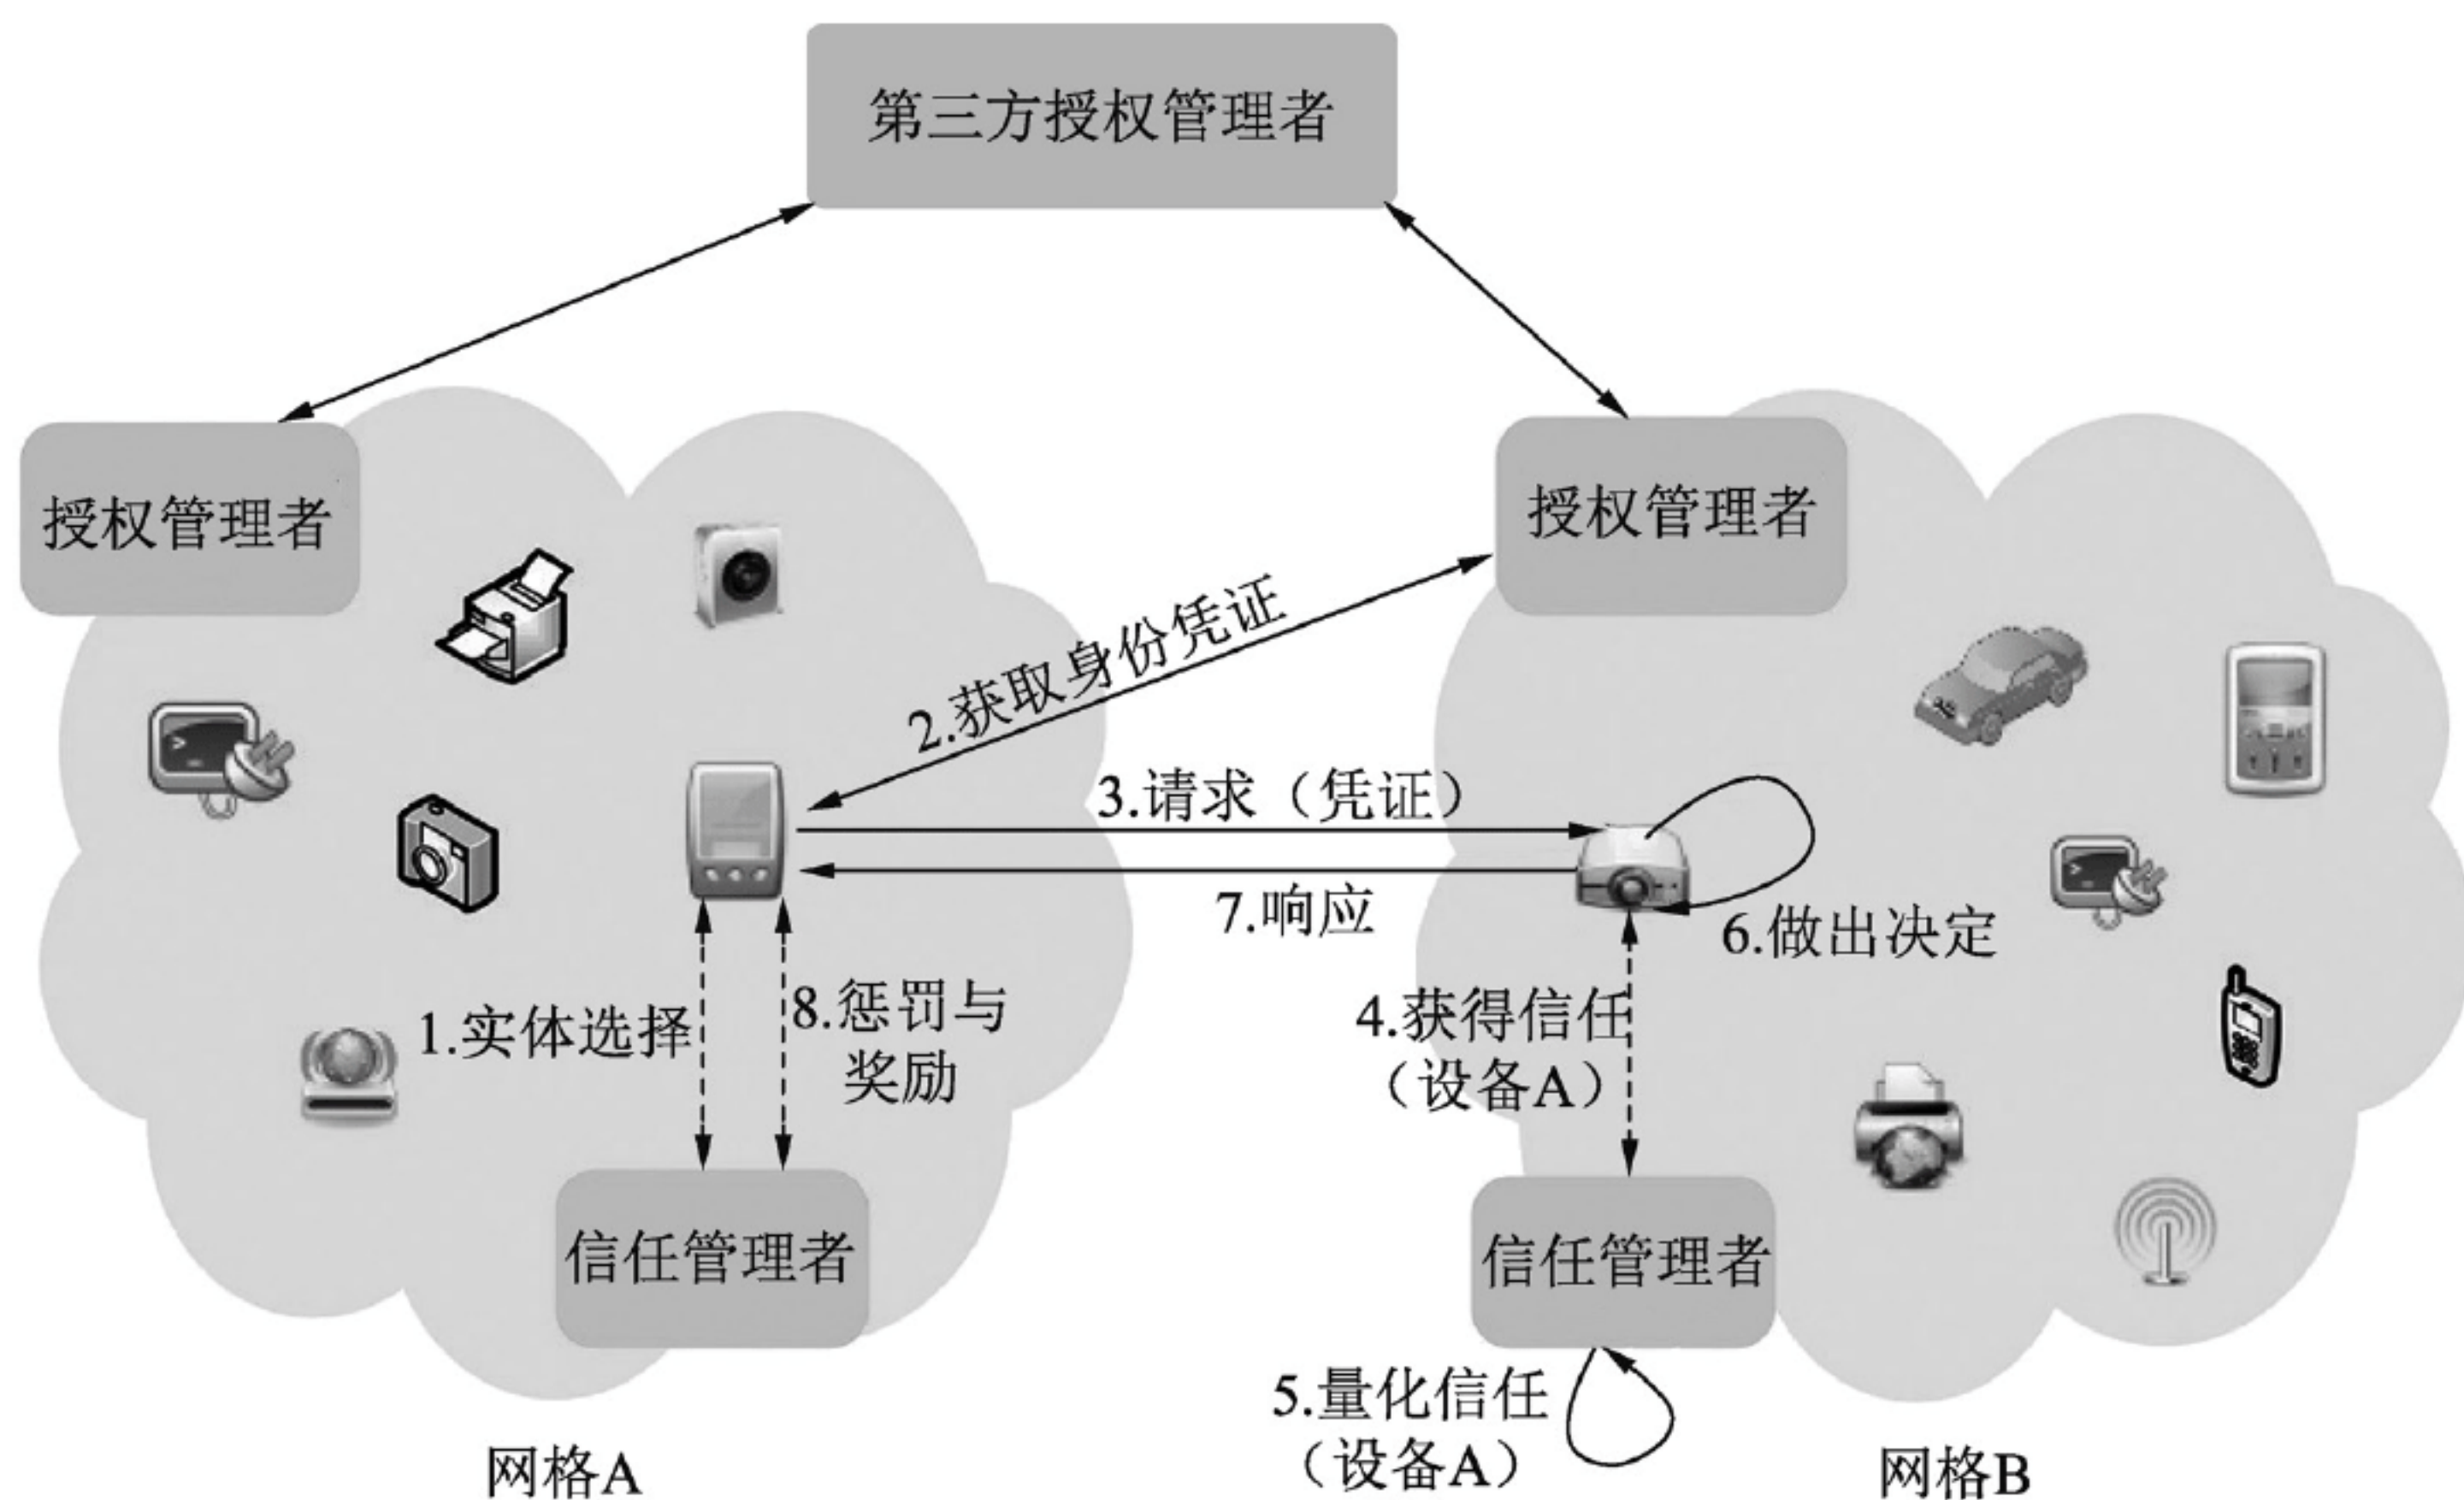 第三方授权管理者
授权管理者
授权管理者
2.获取身份凭证
3.请求（凭证）
7.响应
6.做出决定
1.实体选择
8.惩罚与
奖励
4.获得信任
（设备A）
信任管理者
信任管理者
5.量化信任
（设备A）
网格A
网格B